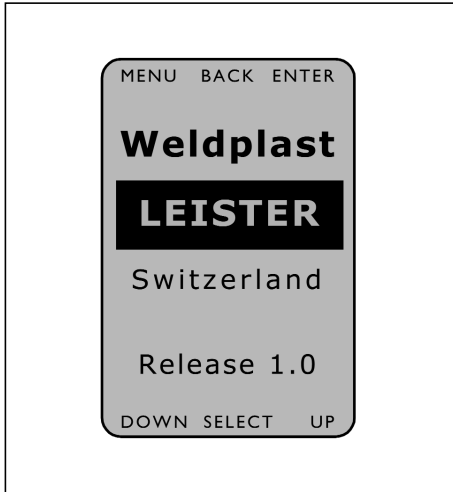 MENU BACK ENTER
Weldplast
LEISTER
Switzerland
Release 1.0
DOWN SELECT UP